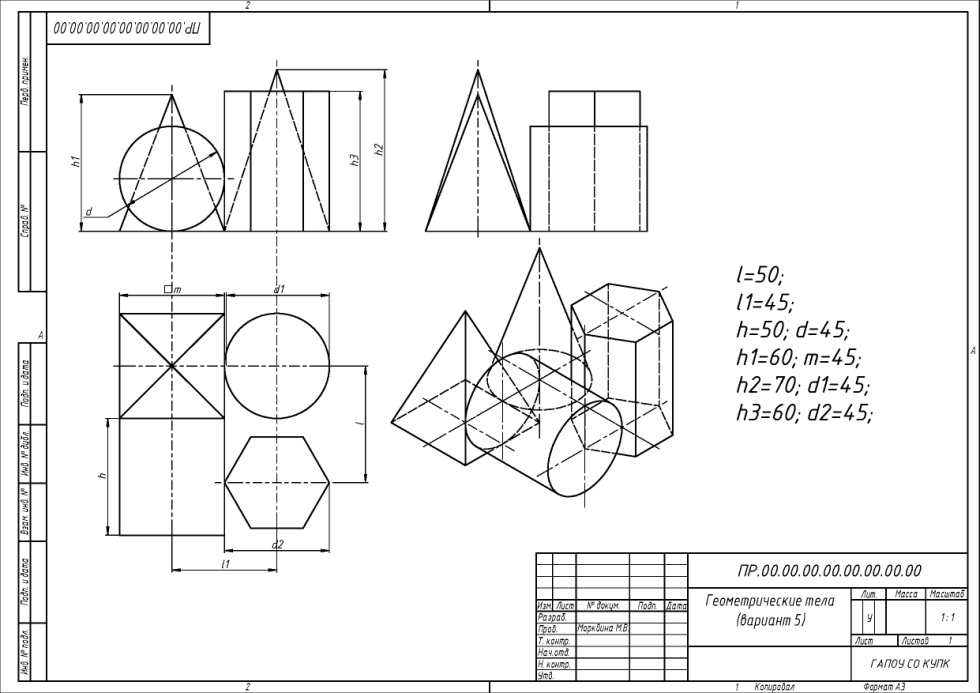 2 1
ПР.00.00.00.00.00.00.00.00
Перв. примен.
Справ. №
А А
Подп. и дата
Инв. № дубл.
Взам. инв. №
Подп. и дата
Инв. № подл.
h1
d
h3
h2
□m
d1
l
h
d2
l1
l=50;
l1=45;
h=50; d=45;
h1=60; m=45;
h2=70; d1=45;
h3=60; d2=45;
ПР.00.00.00.00.00.00.00.00
Изм. Лист № докум. Подп. Дата
Разраб.
Пров. Морквина М.В.
Т. контр.
Нач.отд.
Н. контр.
Утв.
Геометрические тела
(вариант 5)
Лит. Масса Масштаб
У 1:1
Лист Листов 1
ГАПОУ СО КУПК
2 1 Копировал Формат А3